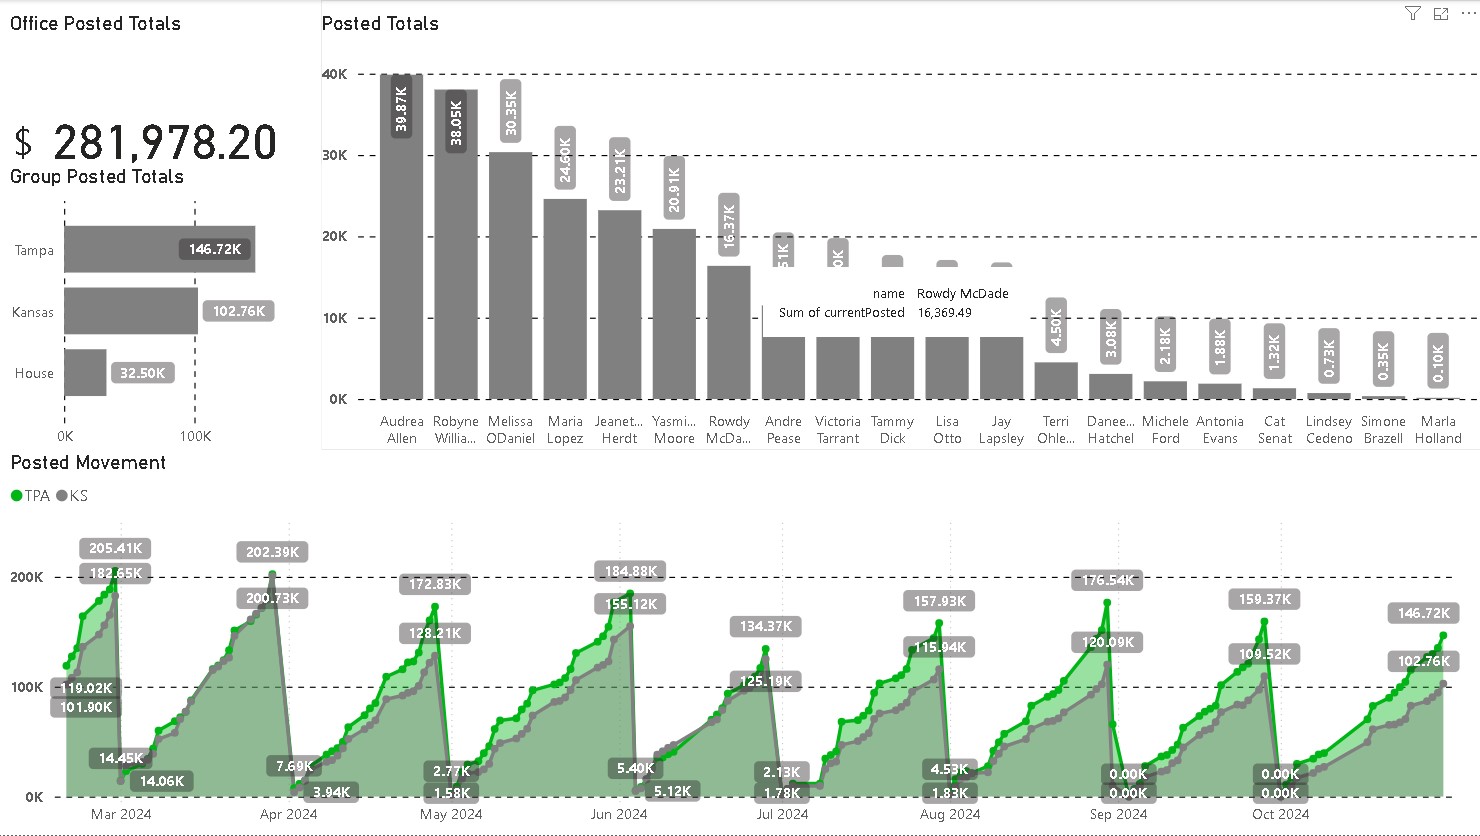 Office Posted Totals
$ 281,978.20
Group Posted Totals
Tampa 146.72K
Kansas 102.76K
House 32.50K
0K 100K
Posted Totals
40K
30K
20K
10K
0K
39.87K
38.05K
30.35K
24.60K
23.21K
20.91K
16.37K
51K
0K
4.50K
3.08K
2.18K
1.88K
1.32K
0.73K
0.35K
0.10K
name Rowdy McDade
Sum of currentPosted 16,369.49
Audrea Allen
Robyne Willia...
Melissa ODaniel
Maria Lopez
Jeanet... Herdt
Yasmi... Moore
Rowdy McDa...
Andre Pease
Victoria Tarrant
Tammy Dick
Lisa Otto
Jay Lapsley
Terri Ohle...
Danee... Hatchel
Michele Ford
Antonia Evans
Cat Senat
Lindsey Cedeno
Simone Brazell
Marla Holland
Posted Movement
TPA KS
200K
100K
0K
205.41K
182.65K
119.02K
101.90K
14.45K
14.06K
202.39K
200.73K
7.69K
3.94K
172.83K
128.21K
2.77K
1.58K
184.88K
155.12K
5.40K
5.12K
134.37K
125.19K
2.13K
1.78K
157.93K
115.94K
4.53K
1.83K
176.54K
120.09K
0.00K
0.00K
159.37K
109.52K
0.00K
0.00K
146.72K
102.76K
Mar 2024 Apr 2024 May 2024 Jun 2024 Jul 2024 Aug 2024 Sep 2024 Oct 2024